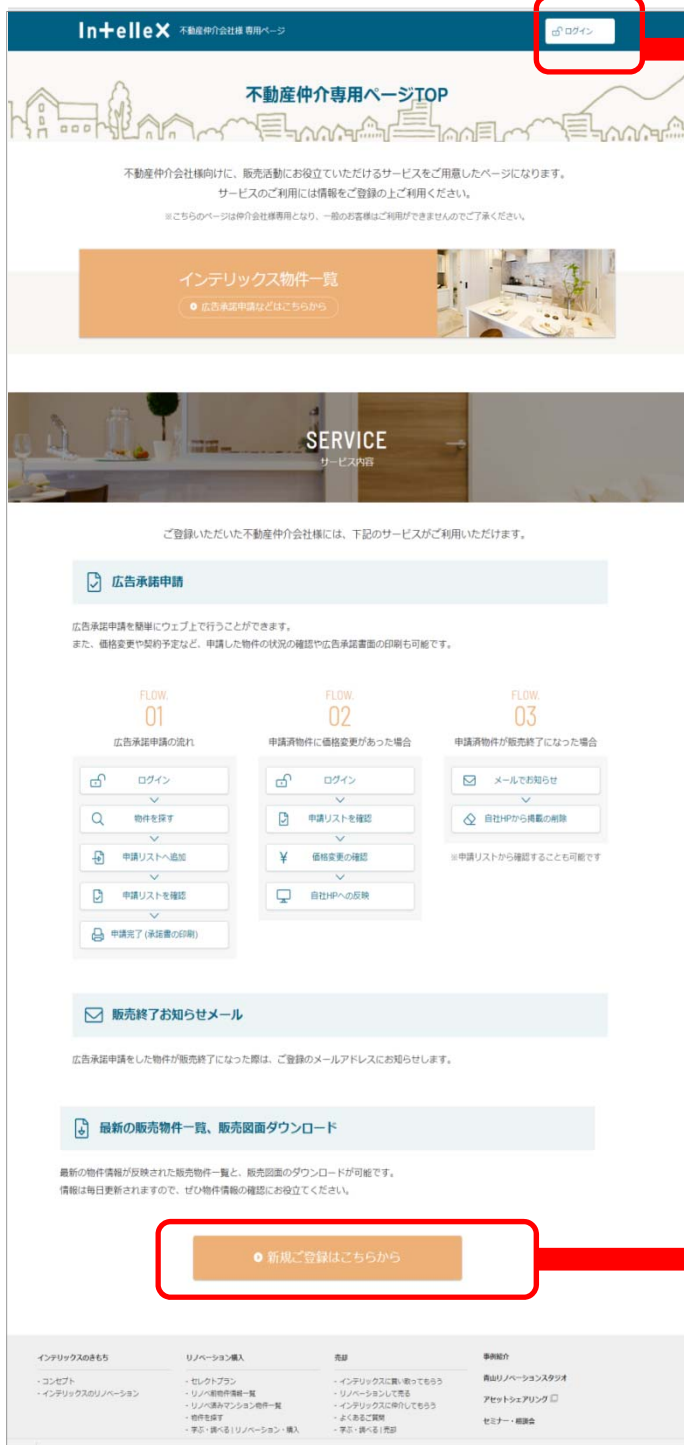 Intellex 不動産仲介会社様 専用ページ
ログイン
不動産仲介専用ページTOP
不動産仲介会社様向けに、販売活動にお役立ていただけるサービスをご用意したページになります。
サービスのご利用には情報をご登録の上ご利用ください。
※こちらのページは仲介会社様専用となり、一般のお客様はご利用ができませんのでご了承ください。
インテリックス物件一覧
広告承諾申請などはこちらから
SERVICE
サービス内容
ご登録いただいた不動産仲介会社様には、下記のサービスがご利用いただけます。
広告承諾申請
広告承諾申請を簡単にウェブ上で行うことができます。
また、価格変更や契約予定など、申請した物件の状況の確認や広告承諾書面の印刷も可能です。
FLOW.
01
広告承諾申請の流れ
ログイン
物件を探す
申請リストへ追加
申請リストを確認
申請完了(承諾書の印刷)
FLOW.
02
申請済物件に価格変更があった場合
ログイン
申請リストを確認
¥ 価格変更の確認
自社HPへの反映
FLOW.
03
申請済物件が販売終了になった場合
メールでお知らせ
自社HPから掲載の削除
※申請リストから確認することも可能です
販売終了お知らせメール
広告承諾申請をした物件が販売終了になった際は、ご登録のメールアドレスにお知らせします。
最新の販売物件一覧、販売図面ダウンロード
最新の物件情報が反映された販売物件一覧と、販売図面のダウンロードが可能です。
情報は毎日更新されますので、ぜひ物件情報の確認にお役立てください。
新規ご登録はこちらから
インテリックスのきもち
- コンセプト
- インテリックスのリノベーション
リノベーション購入
- セレクトプラン
- リノベ前物件情報一覧
- リノベ済みマンション物件一覧
- 物件を探す
- 学ぶ・調べる | リノベーション・購入
売却
- インテリックスに買い取ってもらう
- リノベーションして売る
- インテリックスに仲介してもらう
- よくあるご質問
- 学ぶ・調べる | 売却
事例紹介
青山リノベーションスタジオ
アセットシェアリング
セミナー・相談会